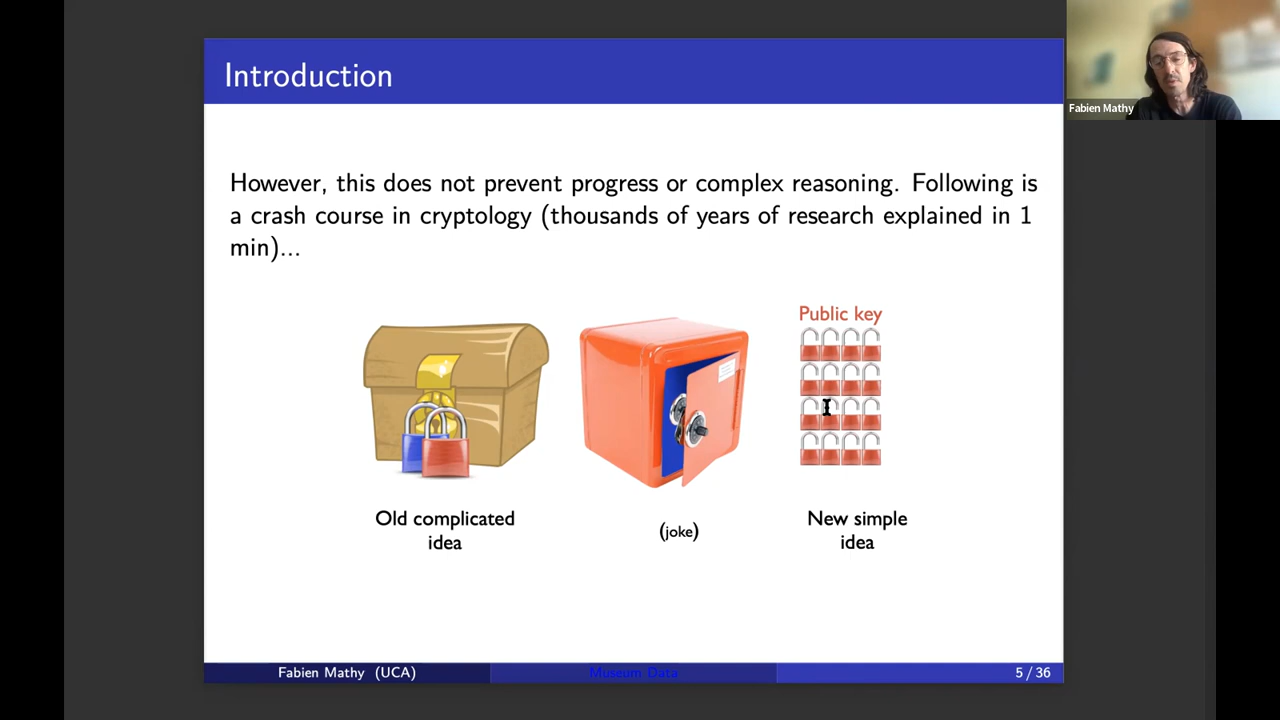 Introduction
Fabien Mathy
However, this does not prevent progress or complex reasoning. Following is
a crash course in cryptology (thousands of years of research explained in 1
min)...
Public key
Old complicated
idea
(joke)
New simple
idea
Fabien Mathy (UCA)
Museum Data
5 / 36